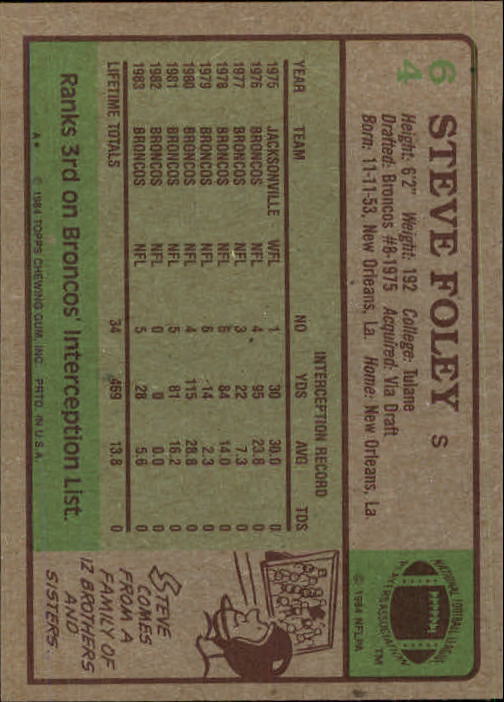 64
STEVE FOLEY S
Height: 6'2" Weight: 192 College: Tulane
Drafted: Broncos #8-1975 Acquired: Via Draft
Born: 11-11-53, New Orleans, La. Home: New Orleans, La.
NATIONAL FOOTBALL LEAGUE
PLAYERS ASSOCIATION
TM
© 1984 NFLPA
INTERCEPTION RECORD
YEAR TEAM NO YDS AVG TDS
1975 JACKSONVILLE WFL 1 30 30.0 0
1976 BRONCOS NFL 4 95 23.8 0
1977 BRONCOS NFL 3 22 7.3 0
1978 BRONCOS NFL 6 84 14.0 0
1979 BRONCOS NFL 6 14 2.3 0
1980 BRONCOS NFL 4 115 28.8 0
1981 BRONCOS NFL 5 81 16.2 0
1982 BRONCOS NFL 0 0 0.0 0
1983 BRONCOS NFL 5 28 5.6 0
LIFETIME TOTALS 34 469 13.8 0
Ranks 3rd on Broncos' Interception List.
A* © 1984 TOPPS CHEWING GUM, INC. PRTD. IN U.S.A.
STEVE
COMES
FROM A
FAMILY OF
12 BROTHERS
AND
SISTERS.